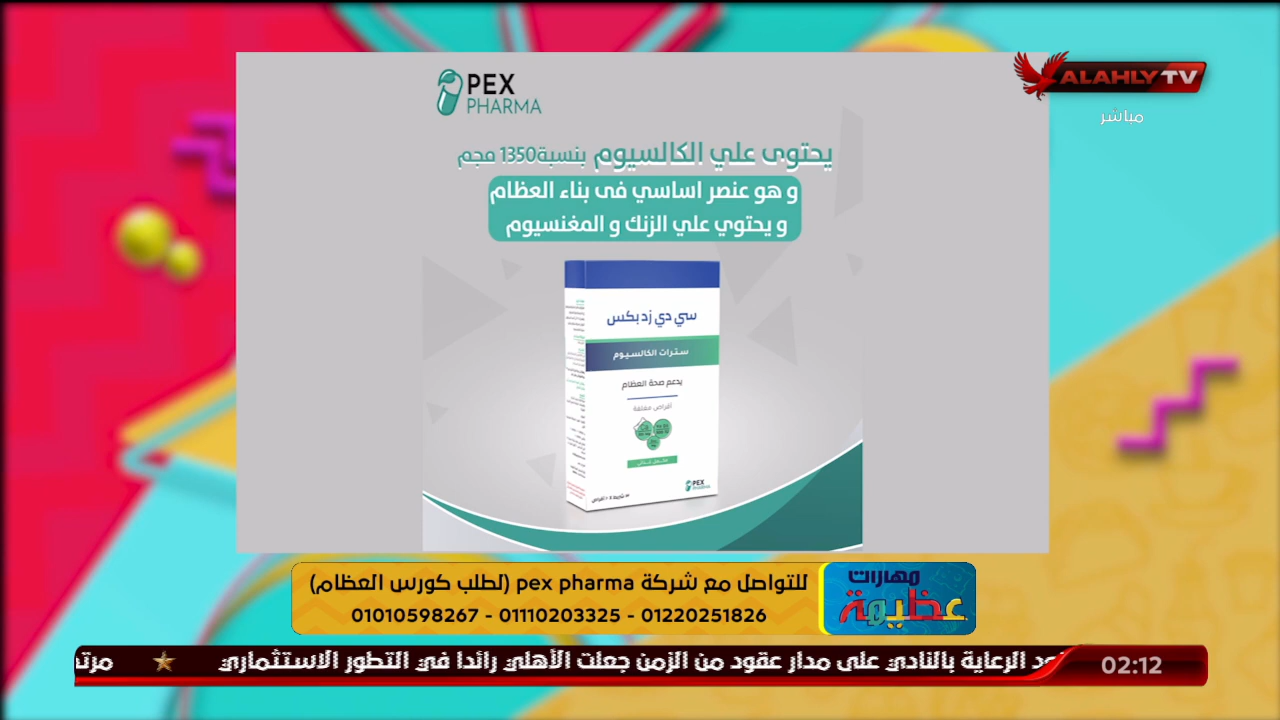 ALAHLY TV
مباشر
PEX
PHARMA
يحتوى علي الكالسيوم بنسبة1350 مجم
و هو عنصر اساسي فى بناء العظام
و يحتوي علي الزنك و المغنسيوم
سي دي زد بكس
سترات الكالسيوم
يدعم صحة العظام
أقراص مغلفة
PEX
PHARMA
مهارات
عظيمة
للتواصل مع شركة pex pharma (لطلب كورس العظام)
01220251826 - 01110203325 - 01010598267
الرعاية بالنادي على مدار عقود من الزمن جعلت الأهلي رائدا في التطور الاستثماري
02:12